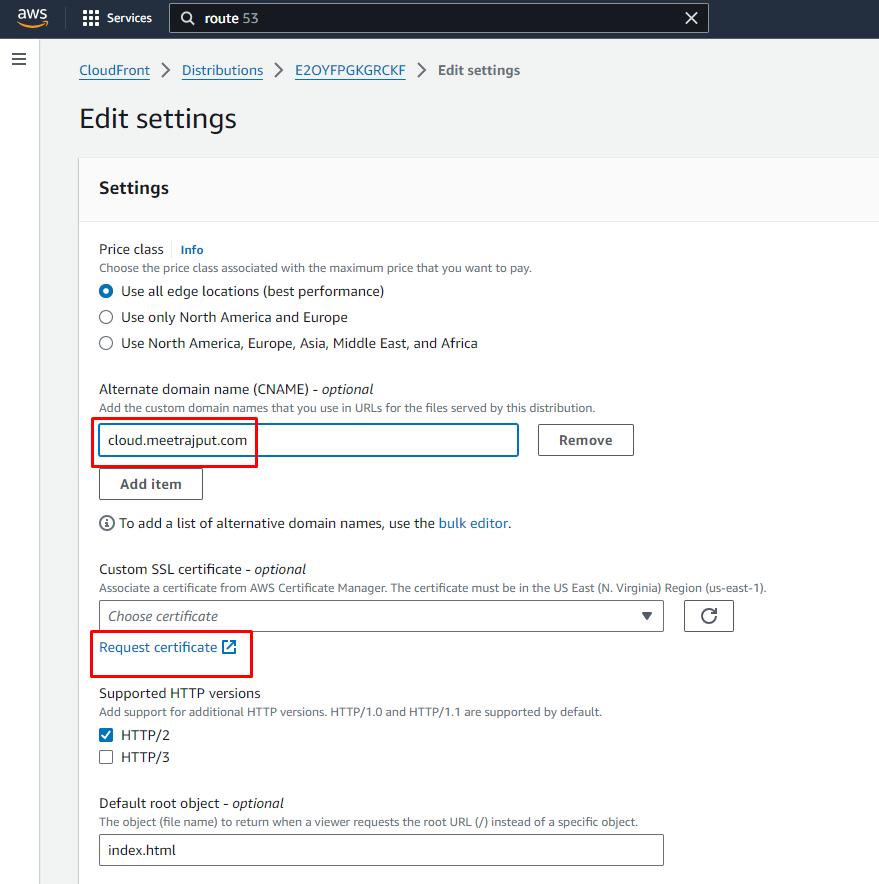 aws
Services
route 53
CloudFront
Distributions
E2OYFPGKGRCKF
Edit settings
Edit settings
Settings
Price class
Info
Choose the price class associated with the maximum price that you want to pay.
Use all edge locations (best performance)
Use only North America and Europe
Use North America, Europe, Asia, Middle East, and Africa
Alternate domain name (CNAME) - optional
Add the custom domain names that you use in URLs for the files served by this distribution.
cloud.meetrajput.com
Remove
Add item
To add a list of alternative domain names, use the bulk editor.
Custom SSL certificate - optional
Associate a certificate from AWS Certificate Manager. The certificate must be in the US East (N. Virginia) Region (us-east-1).
Choose certificate
Request certificate
Supported HTTP versions
Add support for additional HTTP versions. HTTP/1.0 and HTTP/1.1 are supported by default.
HTTP/2
HTTP/3
Default root object - optional
The object (file name) to return when a viewer requests the root URL (/) instead of a specific object.
index.html